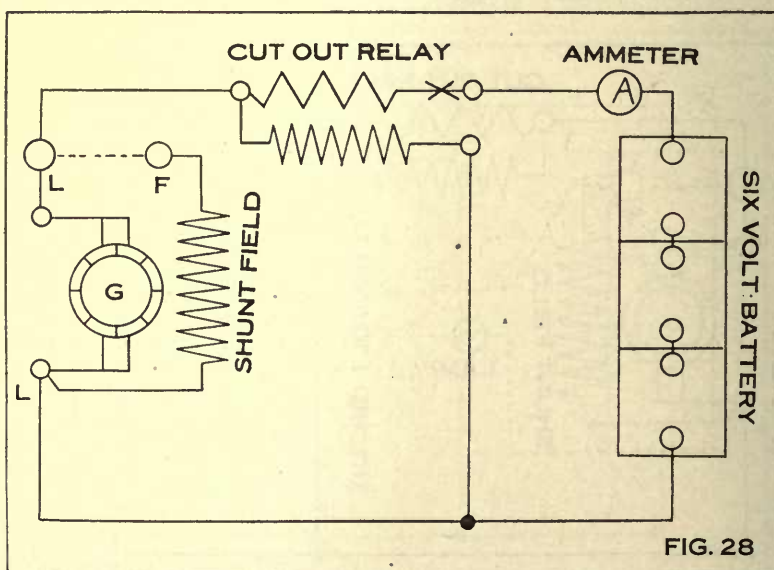 CUT OUT RELAY
AMMETER
A
L
F
G
SHUNT FIELD
L
SIX VOLT BATTERY
FIG. 28